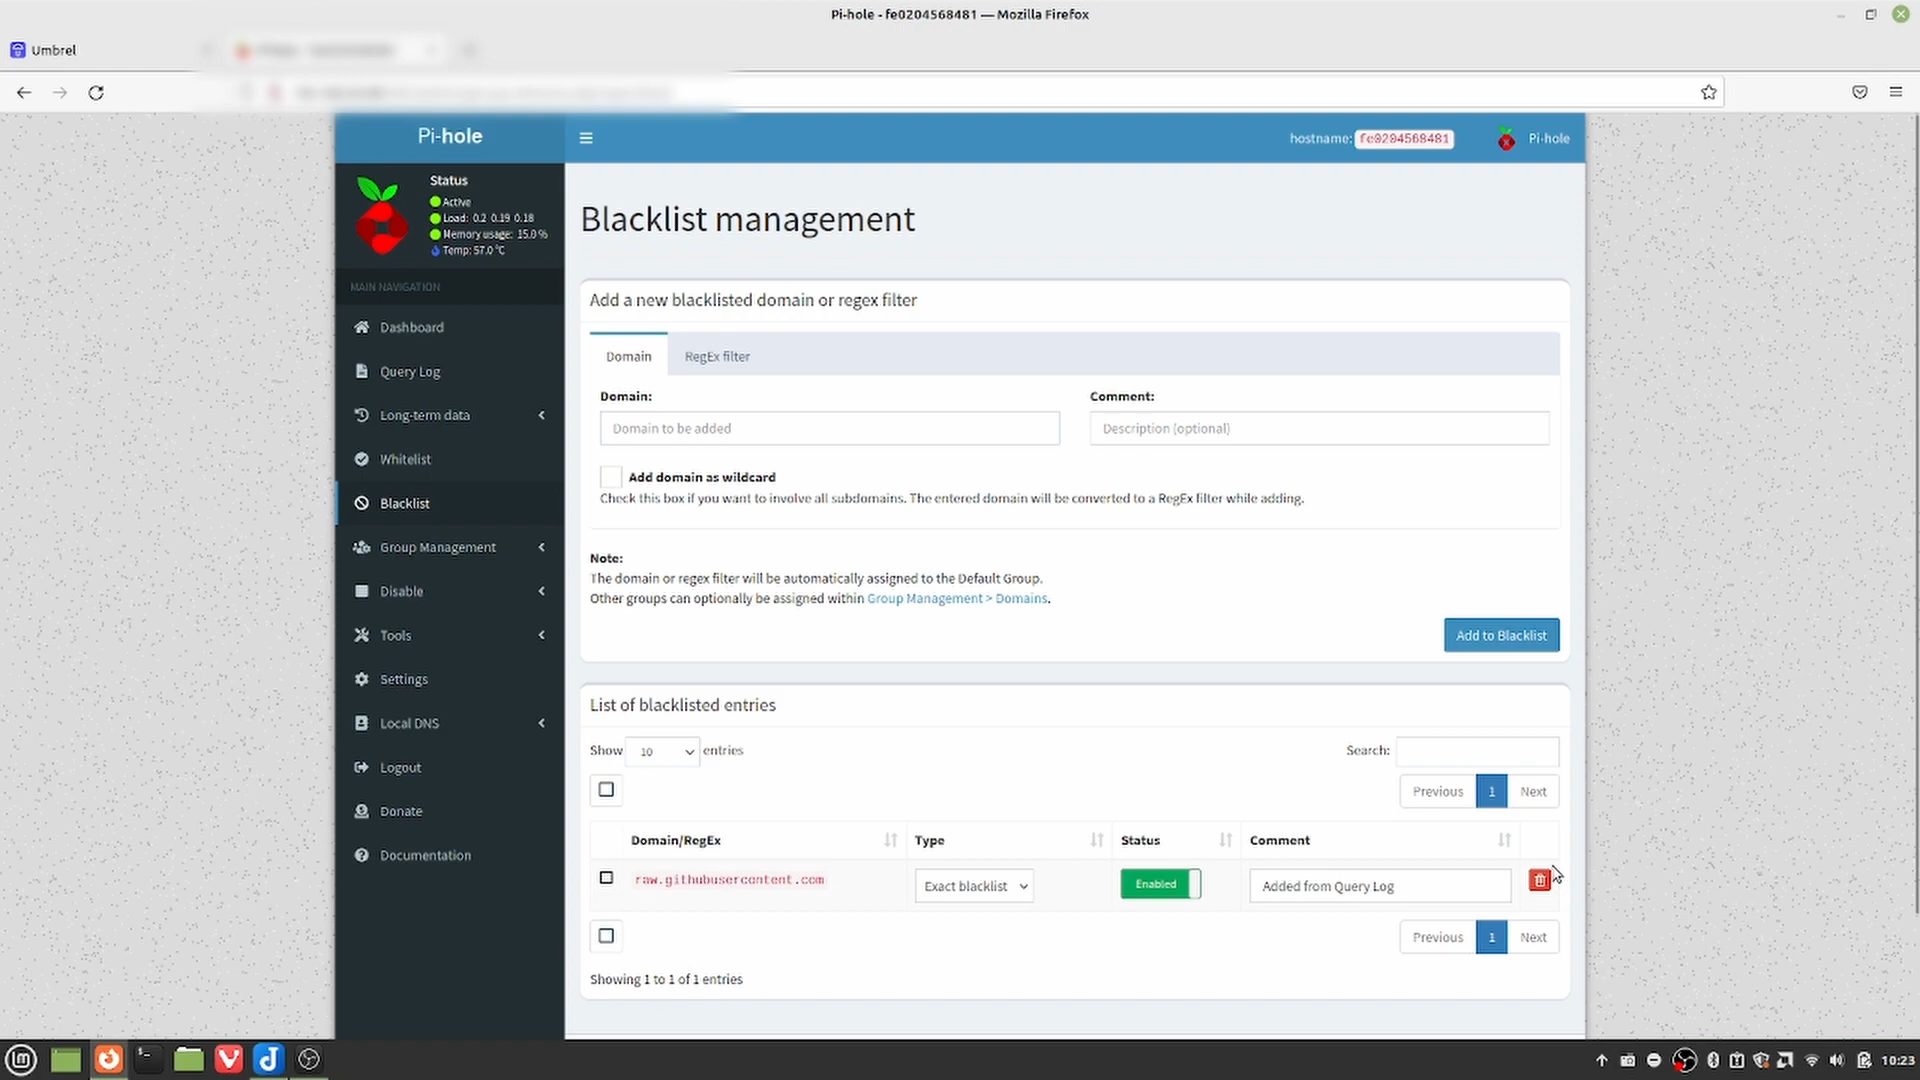 Pi-hole - fe0204568481 — Mozilla Firefox
Umbrel
Pi-hole
hostname: fe0204568481
Pi-hole
Status
Active
Load: 0.2 0.19 0.18
Memory usage: 15.0 %
Temp: 57.0 °C
MAIN NAVIGATION
Dashboard
Query Log
Long-term data
Whitelist
Blacklist
Group Management
Disable
Tools
Settings
Local DNS
Logout
Donate
Documentation
Blacklist management
Add a new blacklisted domain or regex filter
Domain RegEx filter
Domain: Comment:
Domain to be added Description (optional)
Add domain as wildcard
Check this box if you want to involve all subdomains. The entered domain will be converted to a RegEx filter while adding.
Note:
The domain or regex filter will be automatically assigned to the Default Group.
Other groups can optionally be assigned within Group Management > Domains.
Add to Blacklist
List of blacklisted entries
Show 10 entries Search:
Previous 1 Next
Domain/RegEx Type Status Comment
raw.githubusercontent.com Exact blacklist Enabled Added from Query Log
Previous 1 Next
Showing 1 to 1 of 1 entries
10:23